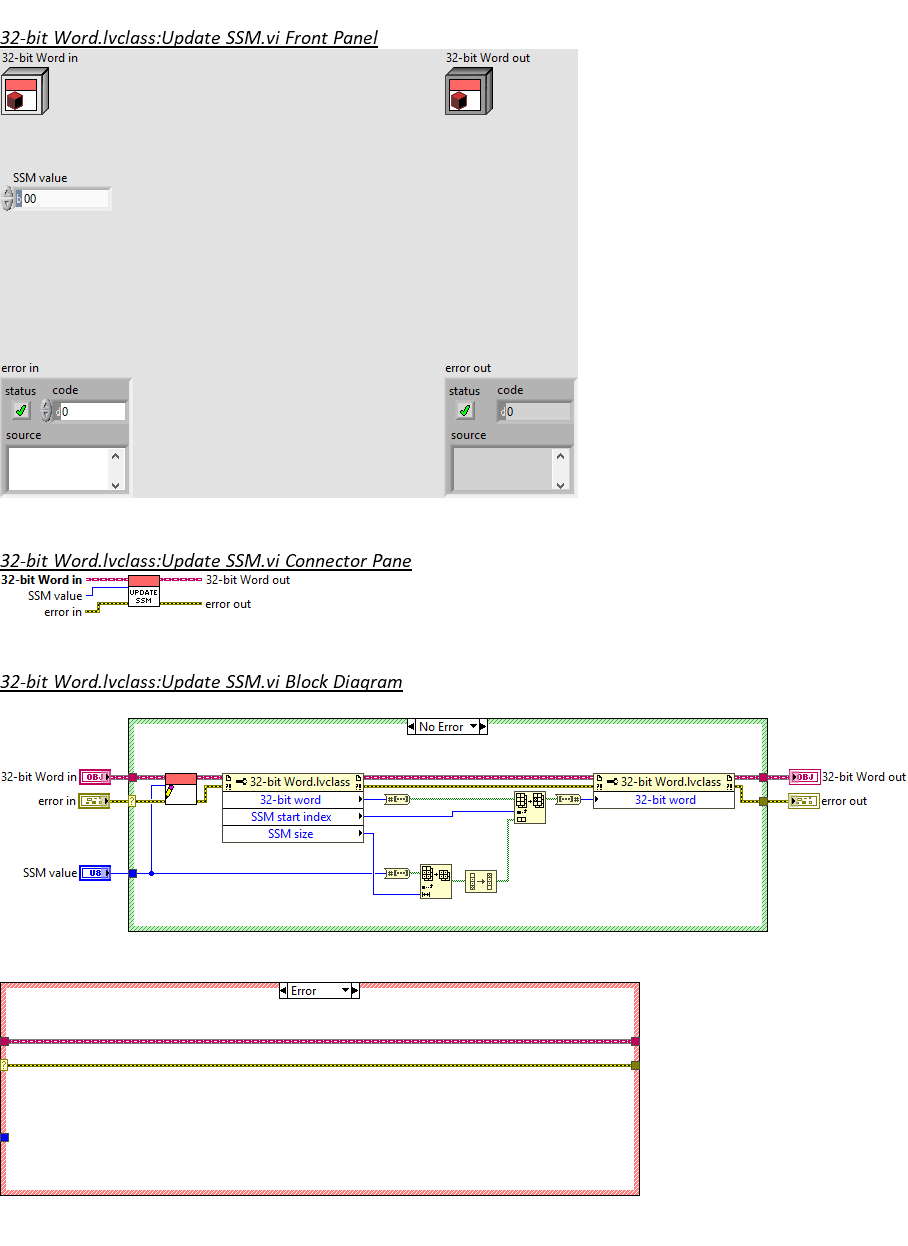 32-bit Word.lvclass:Update SSM.vi Front Panel
32-bit Word in
32-bit Word out
SSM value
b 00
error in
error out
status code
status code
d 0
d 0
source
source
32-bit Word.lvclass:Update SSM.vi Connector Pane
32-bit Word in
32-bit Word out
UPDATE
SSM
SSM value
error out
error in
32-bit Word.lvclass:Update SSM.vi Block Diagram
No Error
32-bit Word in
OBJ
32-bit Word.lvclass
32-bit Word.lvclass
OBJ
32-bit Word out
error in
error out
32-bit word
32-bit word
SSM start index
SSM size
SSM value
U8
Error